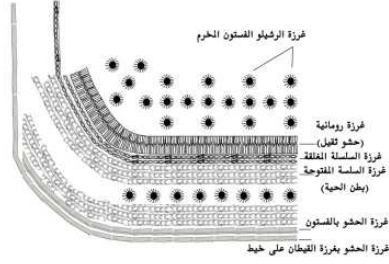 غرزة الرشيلو الفستون المخرم
غرزة رومانية
(حشو ثقيل)
غرزة السلسلة المغلقة
غرزة السلسة المفتوحة
(بطن الحية)
غرزة الحشو بالفستون
غرزة الحشو بغرزة القيطان على خيط